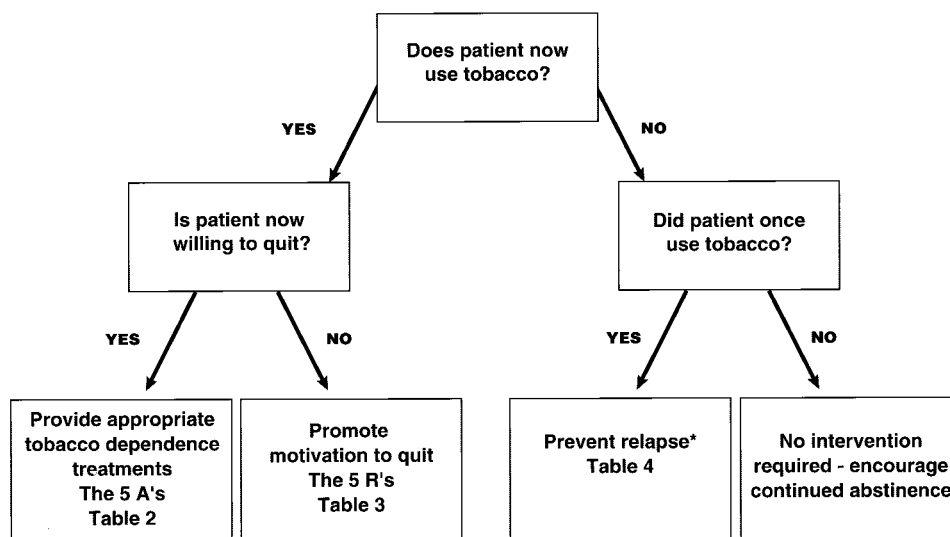 Does patient now
use tobacco?
YES
NO
Is patient now
willing to quit?
Did patient once
use tobacco?
YES
NO
YES
NO
Provide appropriate
tobacco dependence
treatments
The 5 A's
Table 2
Promote
motivation to quit
The 5 R's
Table 3
Prevent relapse*
Table 4
No intervention
required - encourage
continued abstinence